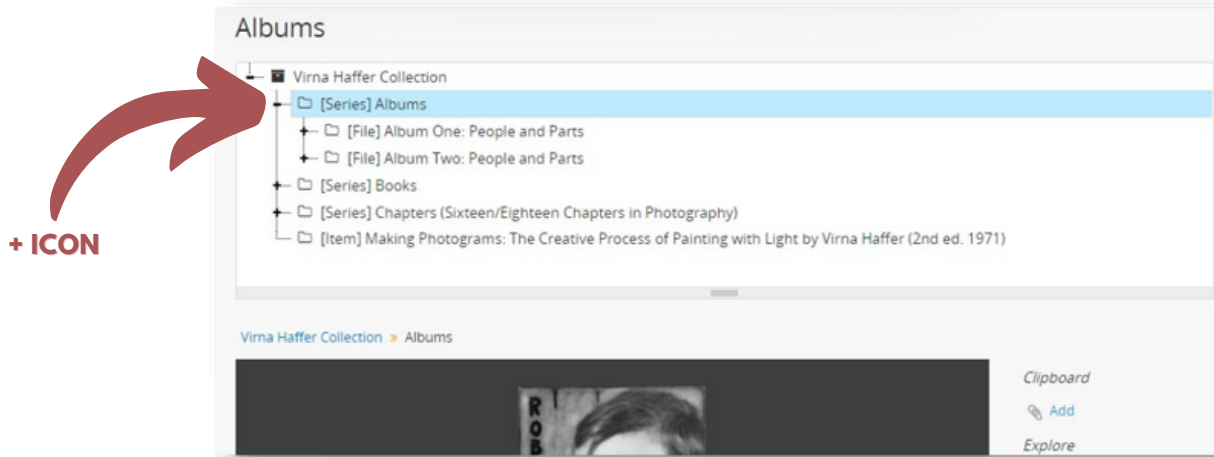 Albums
Virna Haffer Collection
[Series] Albums
[File] Album One: People and Parts
[File] Album Two: People and Parts
[Series] Books
[Series] Chapters (Sixteen/Eighteen Chapters in Photography)
[Item] Making Photograms: The Creative Process of Painting with Light by Virna Haffer (2nd ed. 1971)
+ ICON
Virna Haffer Collection » Albums
Clipboard
Add
Explore
ROB